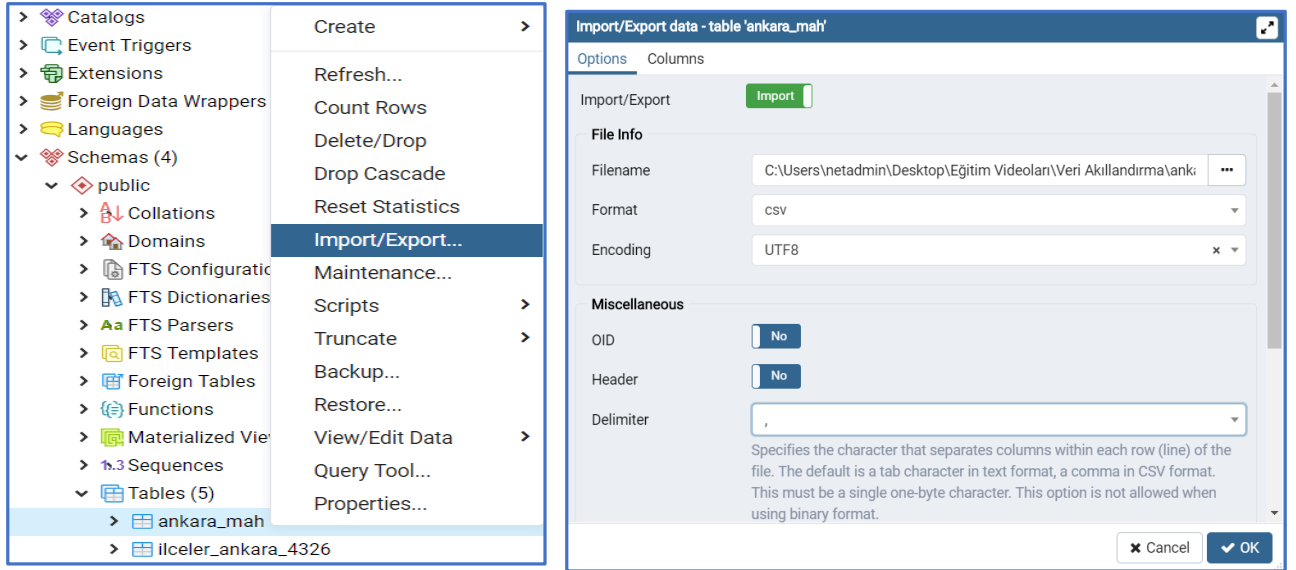 Catalogs
Event Triggers
Extensions
Foreign Data Wrappers
Languages
Schemas (4)
public
Collations
Domains
FTS Configuratio
FTS Dictionaries
Aa FTS Parsers
FTS Templates
Foreign Tables
Functions
Materialized Vie
1..3 Sequences
Tables (5)
ankara_mah
ilceler_ankara_4326
Create
Refresh...
Count Rows
Delete/Drop
Drop Cascade
Reset Statistics
Import/Export...
Maintenance...
Scripts
Truncate
Backup...
Restore...
View/Edit Data
Query Tool...
Properties...
Import/Export data - table 'ankara_mah'
Options Columns
Import/Export Import
File Info
Filename C:\Users\netadmin\Desktop\Eğitim Videoları\Veri Akıllandırma\anka ...
Format csv
Encoding UTF8 ×
Miscellaneous
OID No
Header No
Delimiter ,
Specifies the character that separates columns within each row (line) of the
file. The default is a tab character in text format, a comma in CSV format.
This must be a single one-byte character. This option is not allowed when
using binary format.
Cancel OK